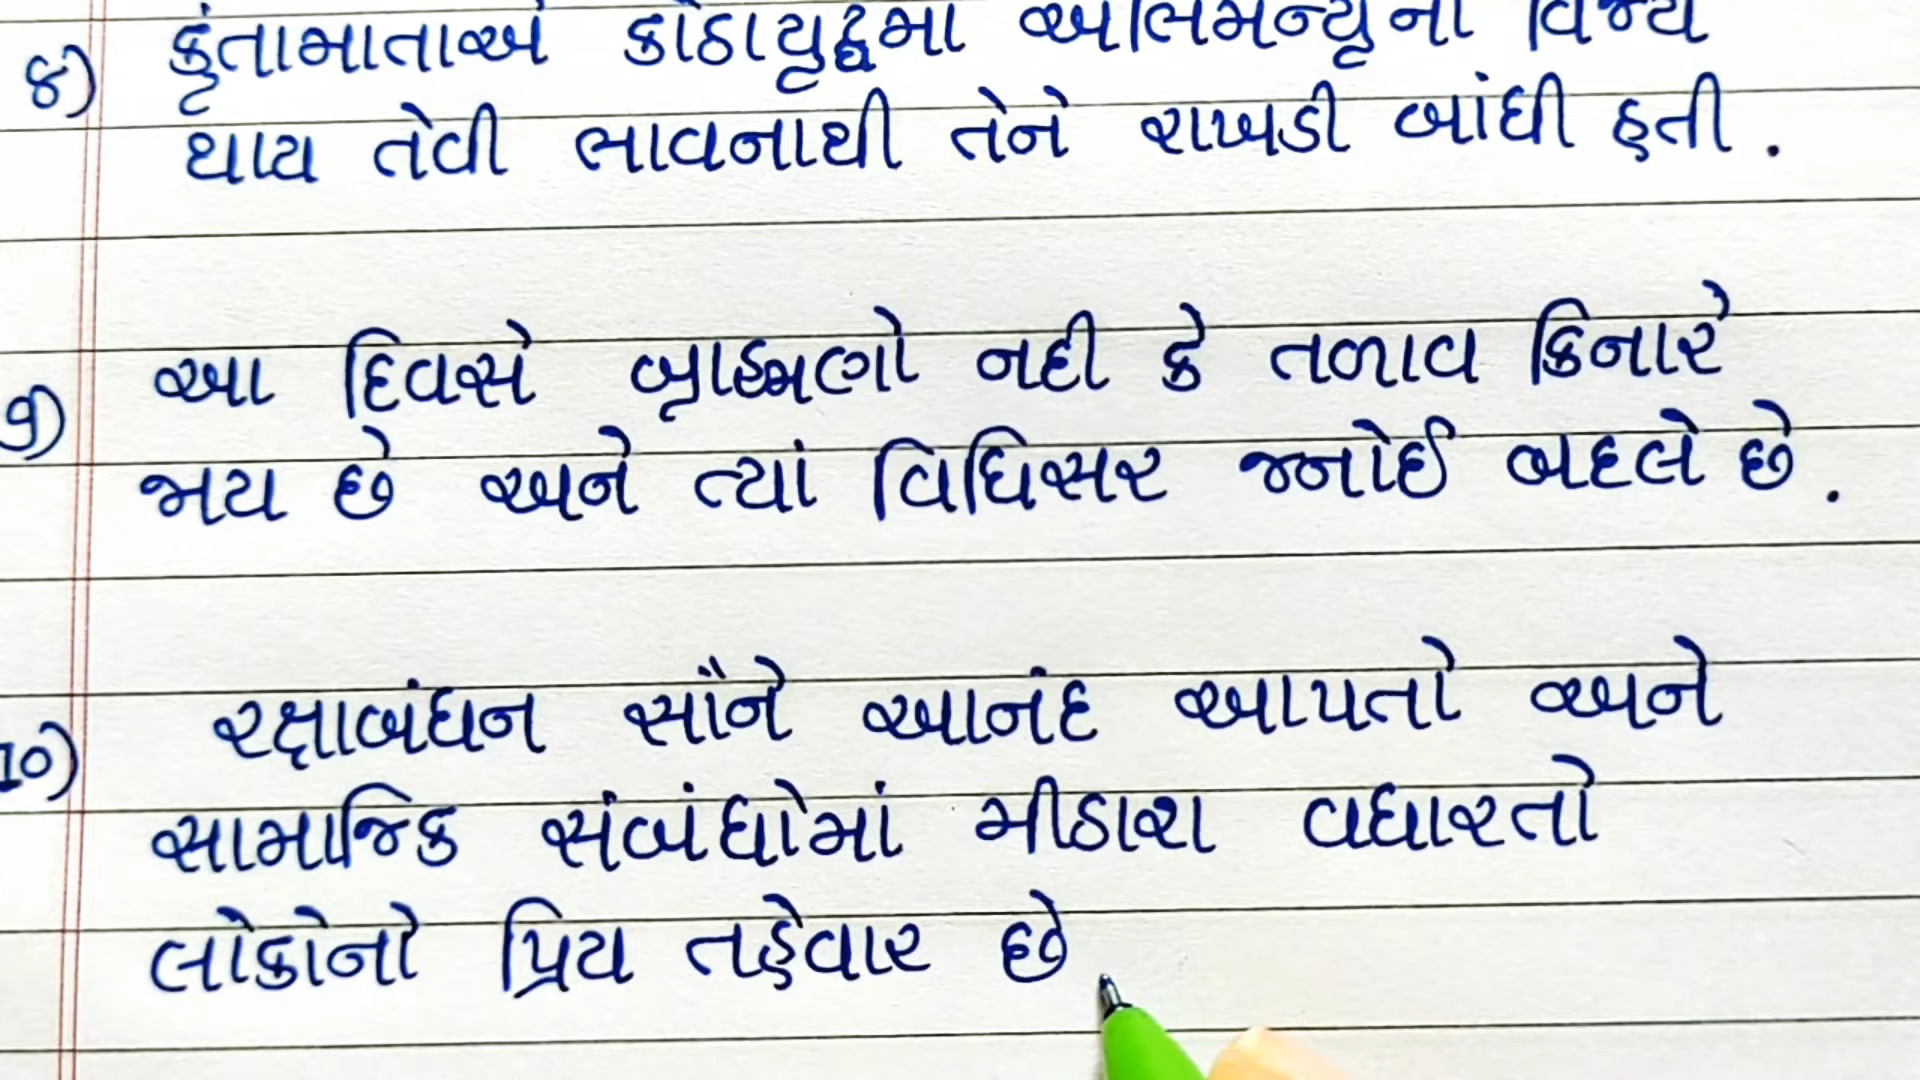 8) કુંતામાતાએ કોઠાયુદ્ધમાં અભિમન્યુનો વિજય
થાય તેવી ભાવનાથી તેને રાખડી બાંધી હતી.
9) આ દિવસે બ્રાહ્મણો નદી કે તળાવ કિનારે
જાય છે અને ત્યાં વિધિસર જનોઈ બદલે છે.
10) રક્ષાબંધન સૌને આનંદ આપતો અને
સામાજિક સંબંધોમાં મીઠાશ વધારતો
લોકોનો પ્રિય તહેવાર છે